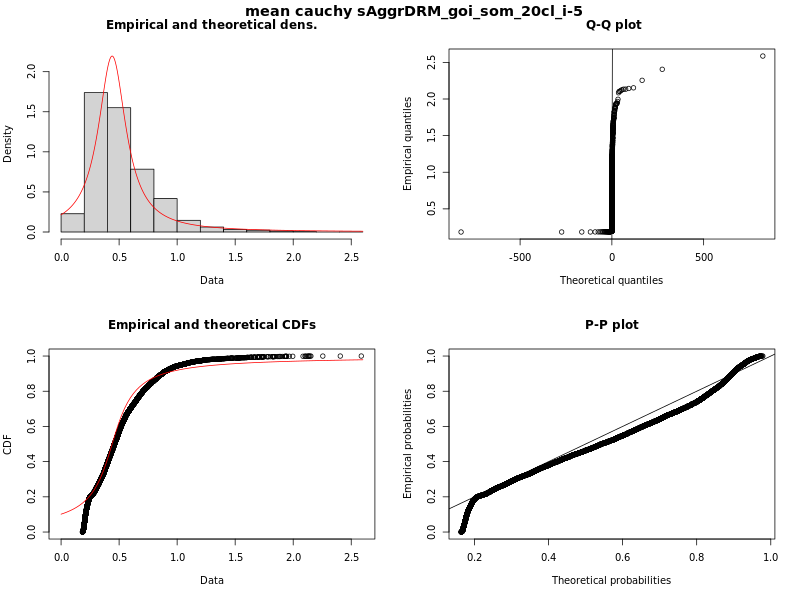 mean cauchy sAggrDRM_goi_som_20cl_i-5
Empirical and theoretical dens.
Density
0.0 0.5 1.0 1.5 2.0
0.0 0.5 1.0 1.5 2.0 2.5
Data
Q-Q plot
Empirical quantiles
0.5 1.0 1.5 2.0 2.5
-500 0 500
Theoretical quantiles
Empirical and theoretical CDFs
CDF
0.0 0.2 0.4 0.6 0.8 1.0
0.0 0.5 1.0 1.5 2.0 2.5
Data
P-P plot
Empirical probabilities
0.0 0.2 0.4 0.6 0.8 1.0
0.2 0.4 0.6 0.8 1.0
Theoretical probabilities